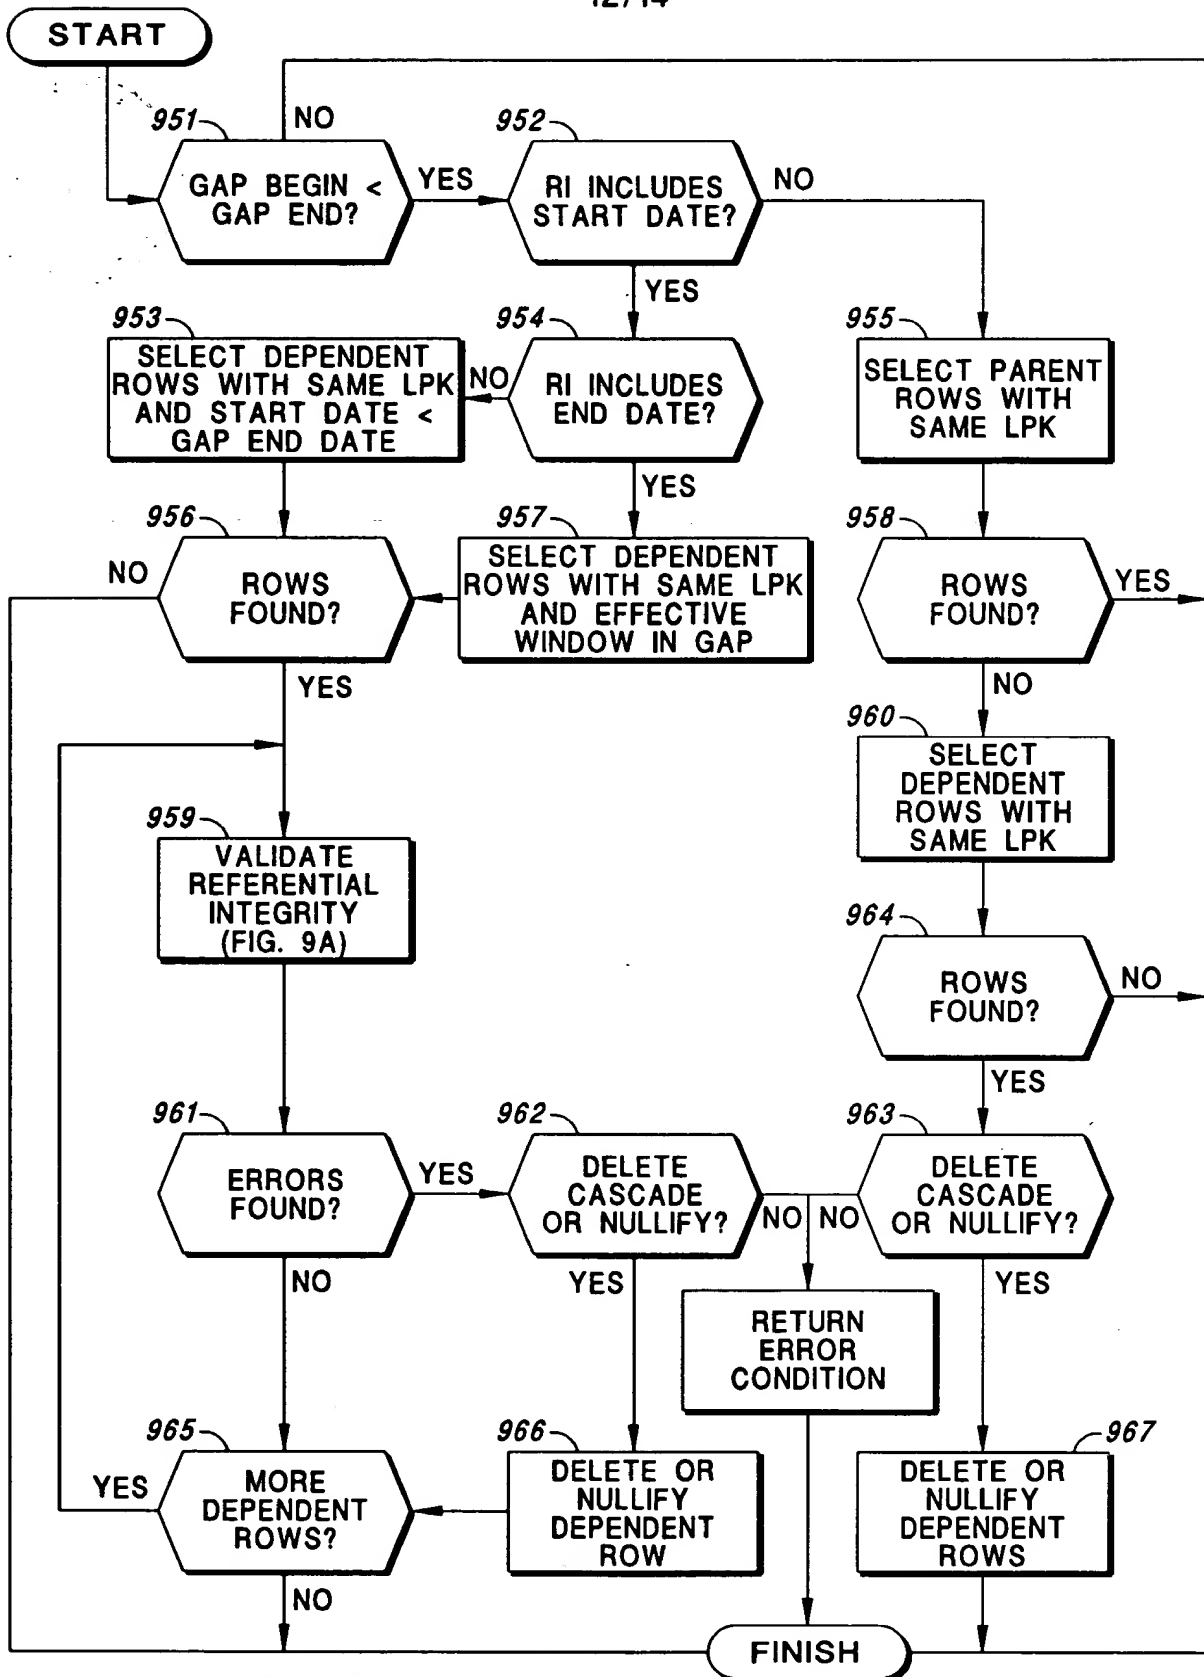 12/14
START
951
NO
952
GAP BEGIN <
GAP END?
YES
RI INCLUDES
START DATE?
NO
YES
953
954
955
SELECT DEPENDENT
ROWS WITH SAME LPK
AND START DATE <
GAP END DATE
NO
RI INCLUDES
END DATE?
SELECT PARENT
ROWS WITH
SAME LPK
YES
956
957
958
NO
ROWS
FOUND?
SELECT DEPENDENT
ROWS WITH SAME LPK
AND EFFECTIVE
WINDOW IN GAP
ROWS
FOUND?
YES
YES
NO
960
SELECT
DEPENDENT
ROWS WITH
SAME LPK
959
VALIDATE
REFERENTIAL
INTEGRITY
(FIG. 9A)
964
ROWS
FOUND?
NO
YES
961
962
963
ERRORS
FOUND?
YES
DELETE
CASCADE
OR NULLIFY?
NO
NO
DELETE
CASCADE
OR NULLIFY?
NO
YES
YES
RETURN
ERROR
CONDITION
965
966
967
YES
MORE
DEPENDENT
ROWS?
DELETE OR
NULLIFY
DEPENDENT
ROW
DELETE OR
NULLIFY
DEPENDENT
ROWS
NO
FINISH